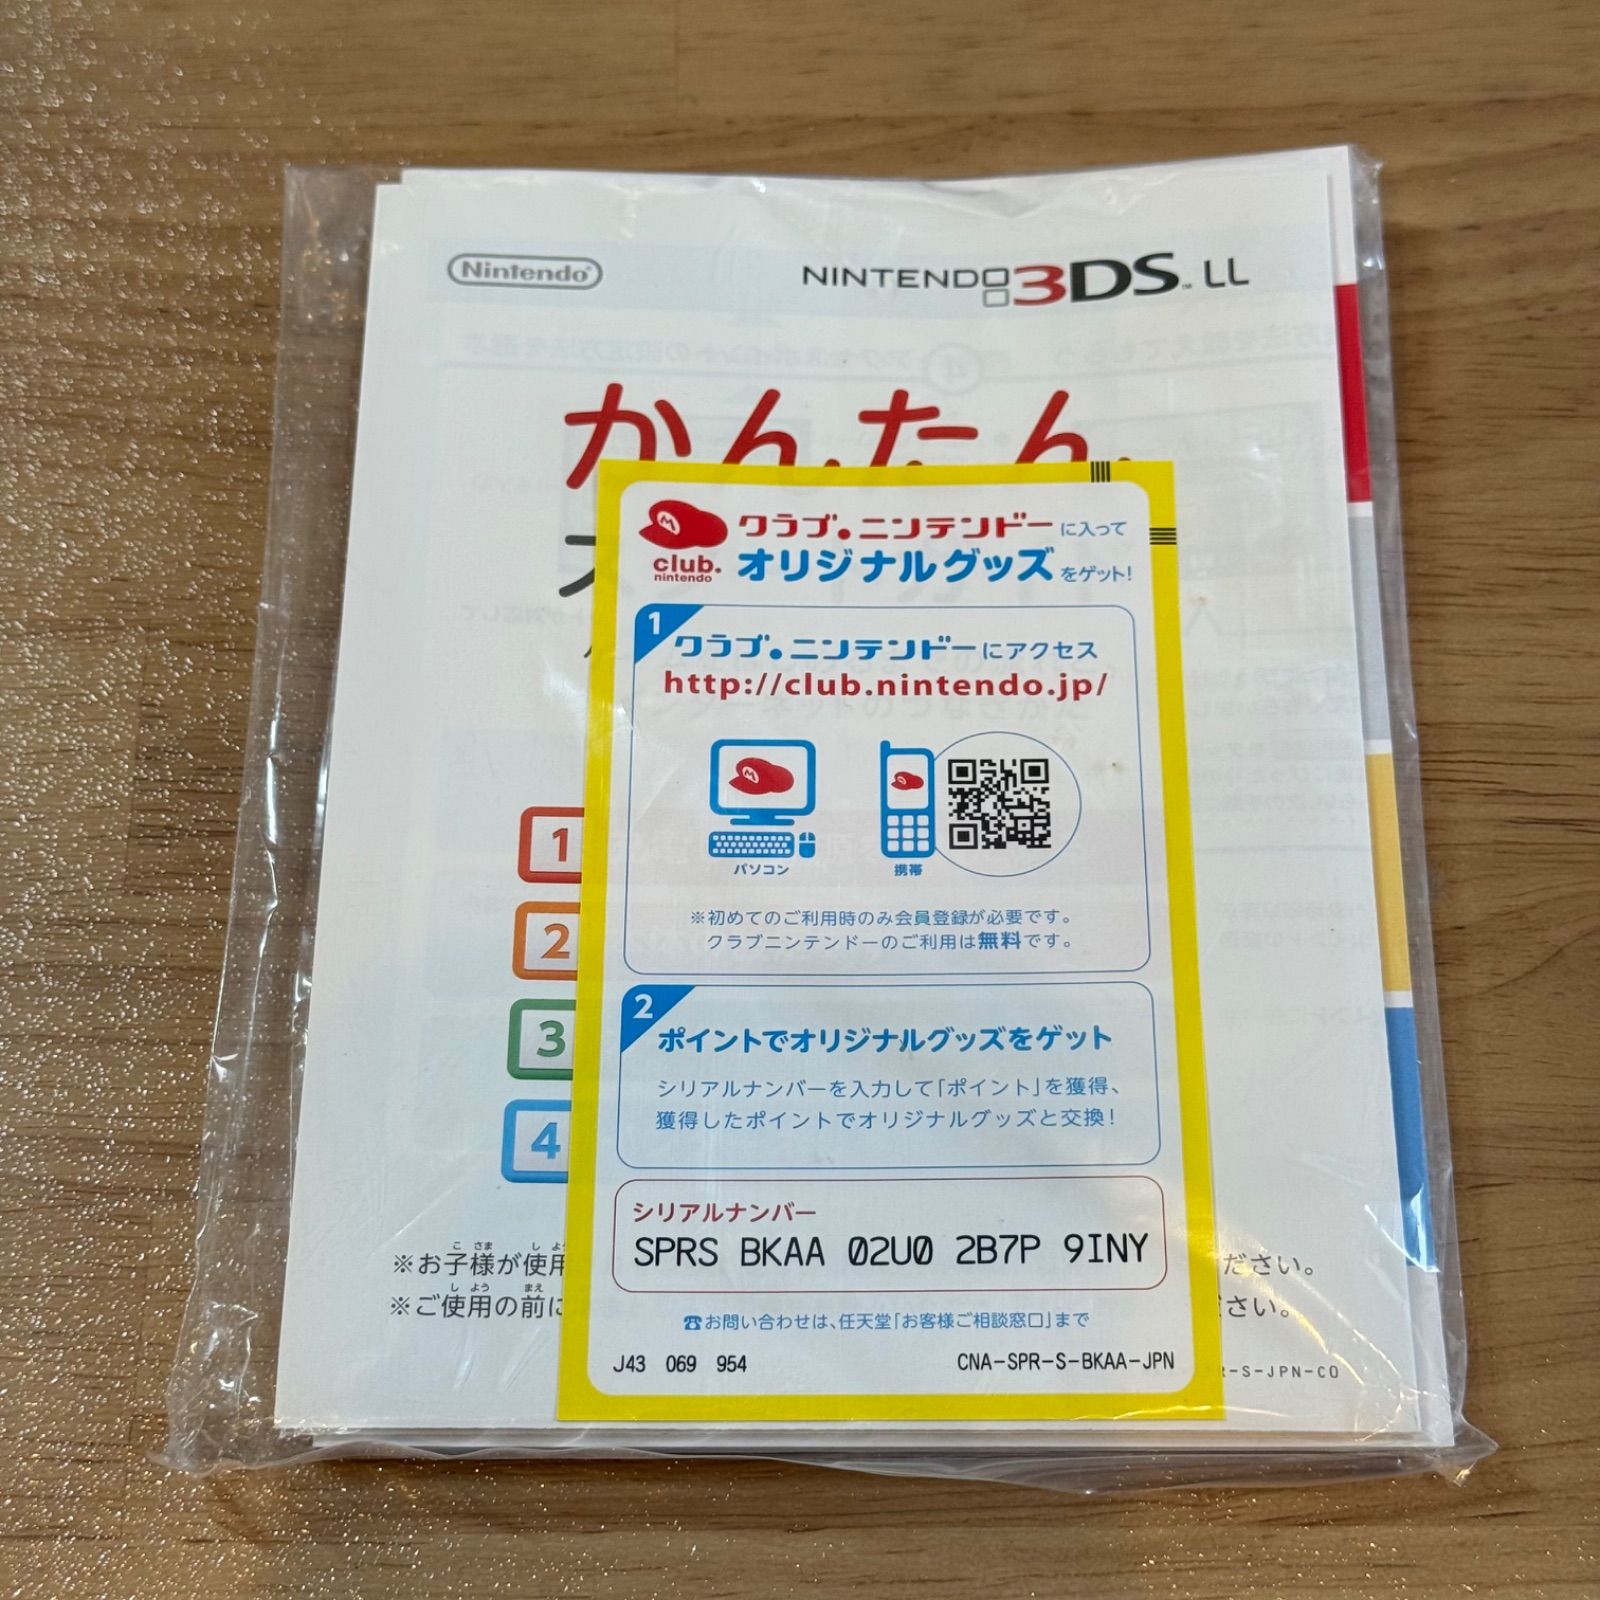 Nintendo
NINTENDO 3DS LL
かんたん
クラブ・ニンテンドーに入って
club.
nintendo
オリジナルグッズをゲット!
1
クラブ・ニンテンドーにアクセス
http://club.nintendo.jp/
パソコン
携帯
※初めてのご利用時のみ会員登録が必要です。
クラブニンテンドーのご利用は無料です。
2
ポイントでオリジナルグッズをゲット
シリアルナンバーを入力して「ポイント」を獲得、
獲得したポイントでオリジナルグッズと交換!
シリアルナンバー
SPRS BKAA 02U0 2B7P 9INY
☎お問い合わせは、任天堂「お客様ご相談窓口」まで
J43 069 954
CNA-SPR-S-BKAA-JPN
1
2
3
4
※お子様が使用
ださい。
※ご使用の前に
ださい。
-S-JPN-C0